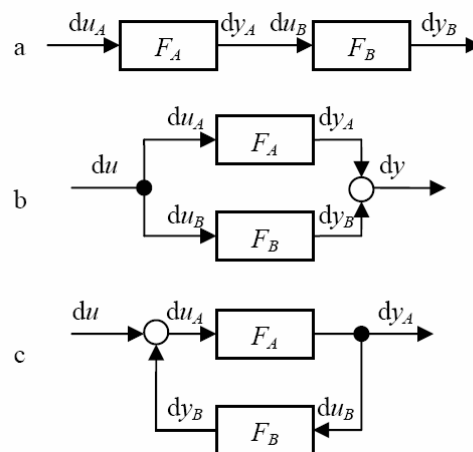 a du_A F_A dy_A du_B F_B dy_B
b du du_A F_A dy_A dy
du_B F_B dy_B
c du du_A F_A dy_A
dy_B F_B du_B